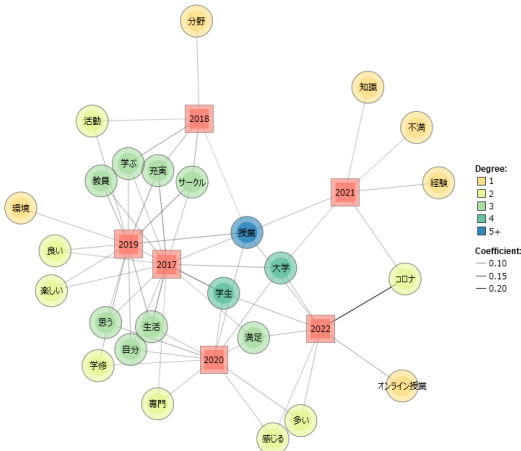 分野
知識
活動
2018
不満
学ぶ
充実
教員
サークル
経験
2021
環境
授業
2019
良い
2017
大学
コロナ
楽しい
学生
思う
生活
2022
満足
自分
2020
学修
オンライン授業
専門
多い
感じる
Degree:
1
2
3
4
5+
Coefficient:
0.10
0.15
0.20